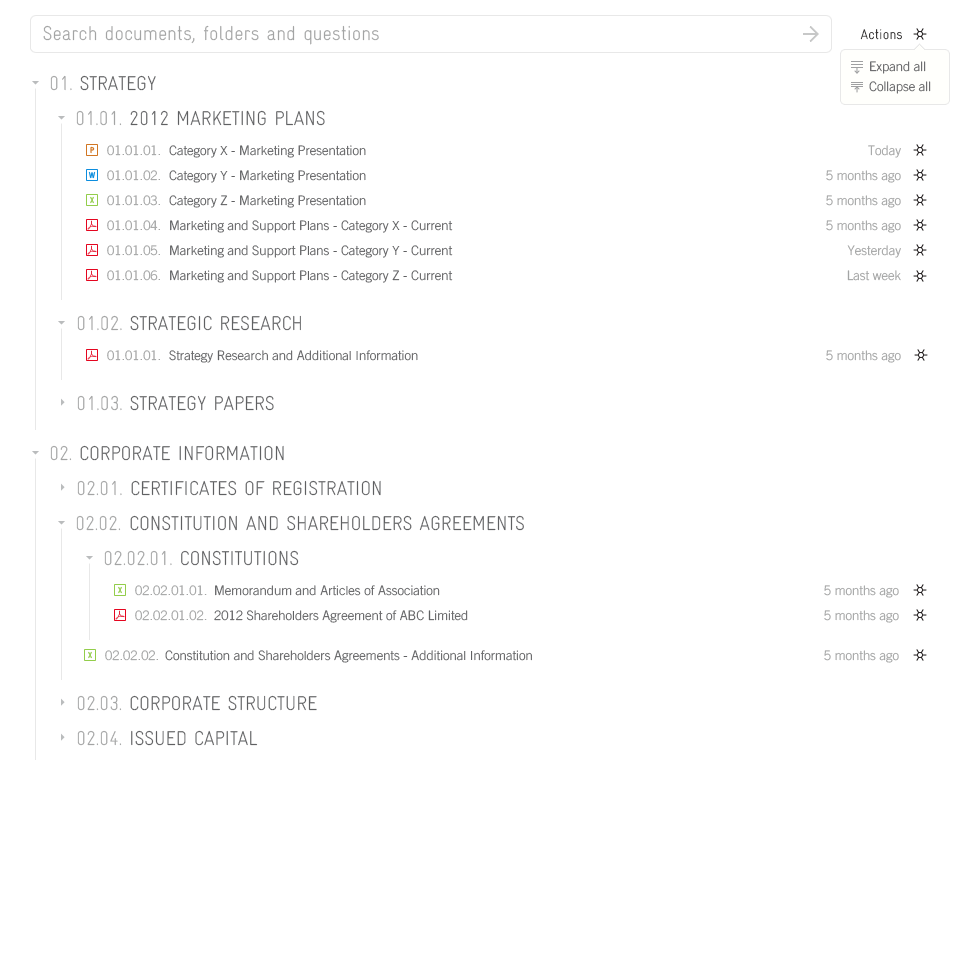 Search documents, folders and questions
Actions
Expand all
Collapse all
01. STRATEGY
01.01. 2012 MARKETING PLANS
P 01.01.01. Category X - Marketing Presentation Today
W 01.01.02. Category Y - Marketing Presentation 5 months ago
X 01.01.03. Category Z - Marketing Presentation 5 months ago
01.01.04. Marketing and Support Plans - Category X - Current 5 months ago
01.01.05. Marketing and Support Plans - Category Y - Current Yesterday
01.01.06. Marketing and Support Plans - Category Z - Current Last week
01.02. STRATEGIC RESEARCH
01.01.01. Strategy Research and Additional Information 5 months ago
01.03. STRATEGY PAPERS
02. CORPORATE INFORMATION
02.01. CERTIFICATES OF REGISTRATION
02.02. CONSTITUTION AND SHAREHOLDERS AGREEMENTS
02.02.01. CONSTITUTIONS
X 02.02.01.01. Memorandum and Articles of Association 5 months ago
02.02.01.02. 2012 Shareholders Agreement of ABC Limited 5 months ago
X 02.02.02. Constitution and Shareholders Agreements - Additional Information 5 months ago
02.03. CORPORATE STRUCTURE
02.04. ISSUED CAPITAL